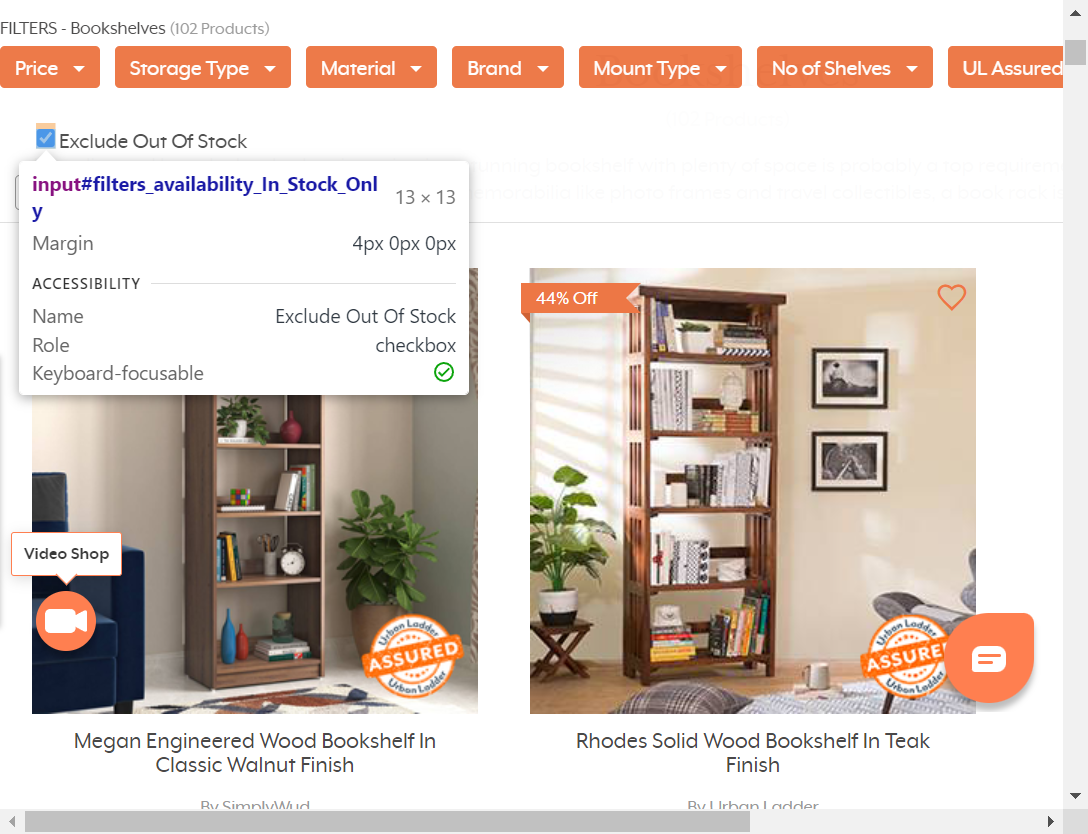 FILTERS - Bookshelves (102 Products)
Price
Storage Type
Material
Brand
Mount Type
No of Shelves
UL Assured
Exclude Out Of Stock
input#filters_availability_In_Stock_Onl
y
13 × 13
Margin
4px 0px 0px
ACCESSIBILITY
Name
Exclude Out Of Stock
Role
checkbox
Keyboard-focusable
44% Off
Video Shop
Urban Ladder
ASSURED
Urban Ladder
Urban Ladder
ASSURE
Urban Ladder
Megan Engineered Wood Bookshelf In
Classic Walnut Finish
Rhodes Solid Wood Bookshelf In Teak
Finish
By SimplyWud
By Urban Ladder